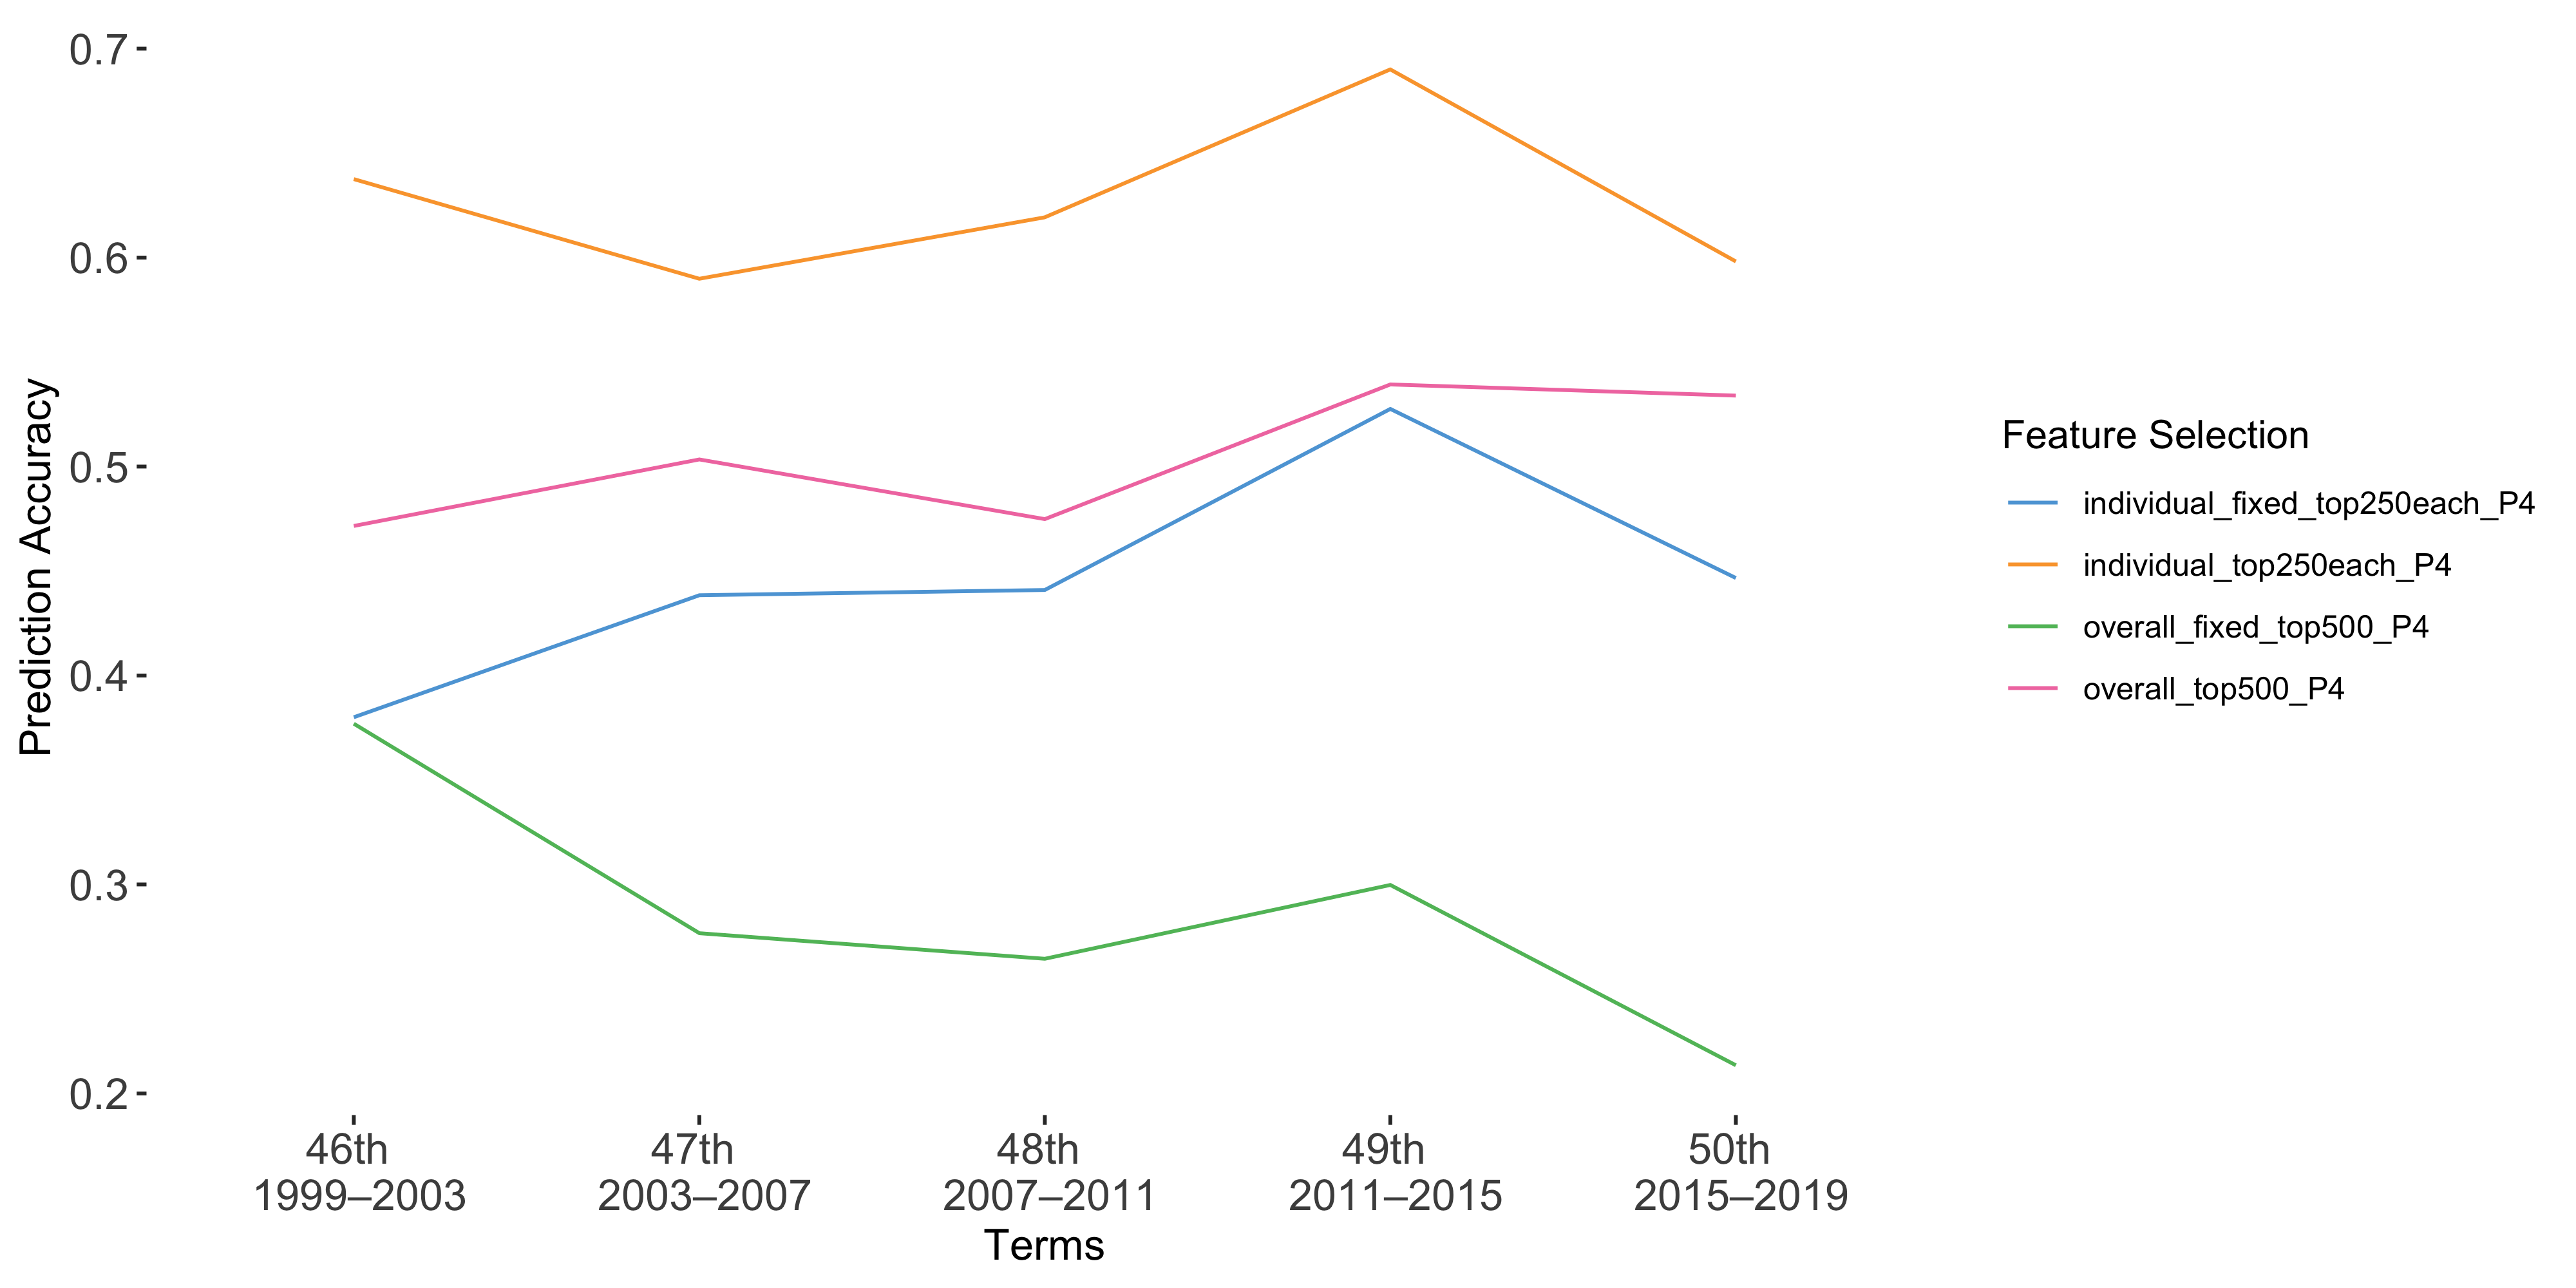 0.7
0.6
0.5
0.4
0.3
0.2
Prediction Accuracy
46th
1999–2003
47th
2003–2007
48th
2007–2011
49th
2011–2015
50th
2015–2019
Terms
Feature Selection
individual_fixed_top250each_P4
individual_top250each_P4
overall_fixed_top500_P4
overall_top500_P4